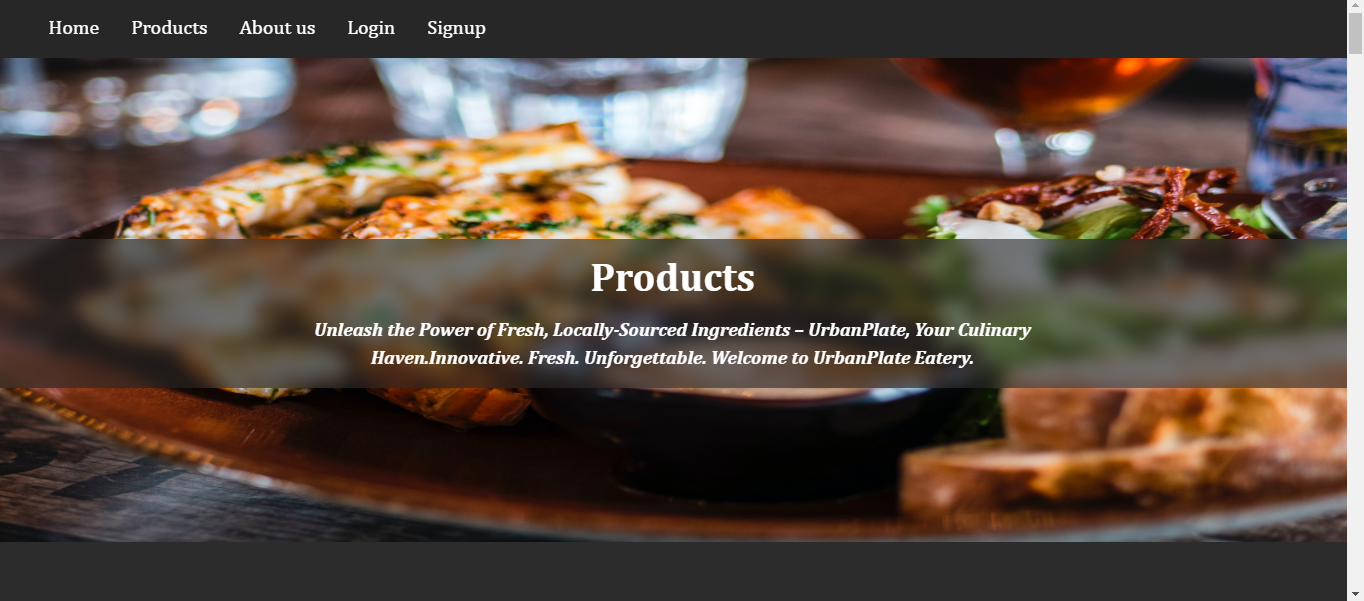 Home Products About us Login Signup
Products
Unleash the Power of Fresh, Locally-Sourced Ingredients – UrbanPlate, Your Culinary
Haven.Innovative. Fresh. Unforgettable. Welcome to UrbanPlate Eatery.